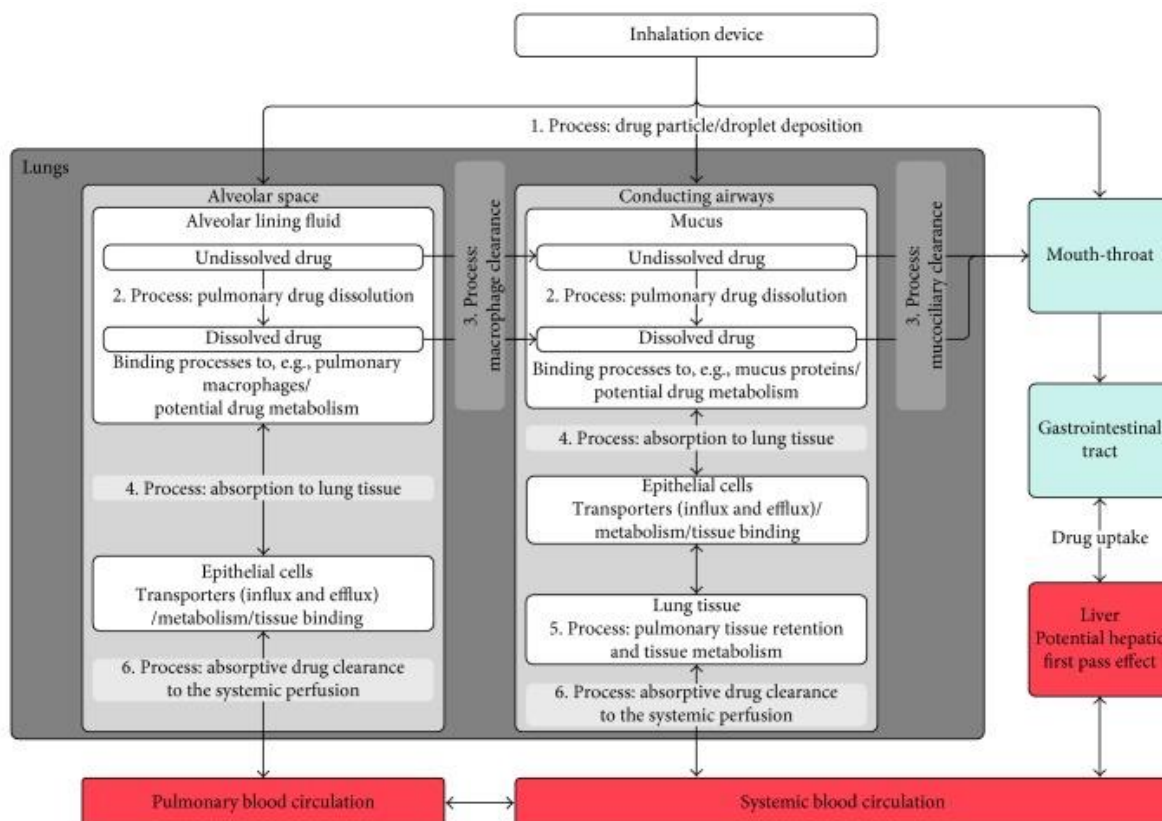 Inhalation device
1. Process: drug particle/droplet deposition
Lungs
Alveolar space
Alveolar lining fluid
Undissolved drug
2. Process: pulmonary drug dissolution
Dissolved drug
Binding processes to, e.g., pulmonary
macrophages/
potential drug metabolism
4. Process: absorption to lung tissue
Epithelial cells
Transporters (influx and efflux)
/metabolism/tissue binding
6. Process: absorptive drug clearance
to the systemic perfusion
3. Process:
macrophage clearance
Conducting airways
Mucus
Undissolved drug
2. Process: pulmonary drug dissolution
Dissolved drug
Binding processes to, e.g., mucus proteins/
potential drug metabolism
4. Process: absorption to lung tissue
Epithelial cells
Transporters (influx and efflux)/
metabolism/tissue binding
Lung tissue
5. Process: pulmonary tissue retention
and tissue metabolism
6. Process: absorptive drug clearance
to the systemic perfusion
3. Process:
mucociliary clearance
Mouth-throat
Gastrointestinal
tract
Drug uptake
Liver
Potential hepatic
first pass effect
Pulmonary blood circulation
Systemic blood circulation